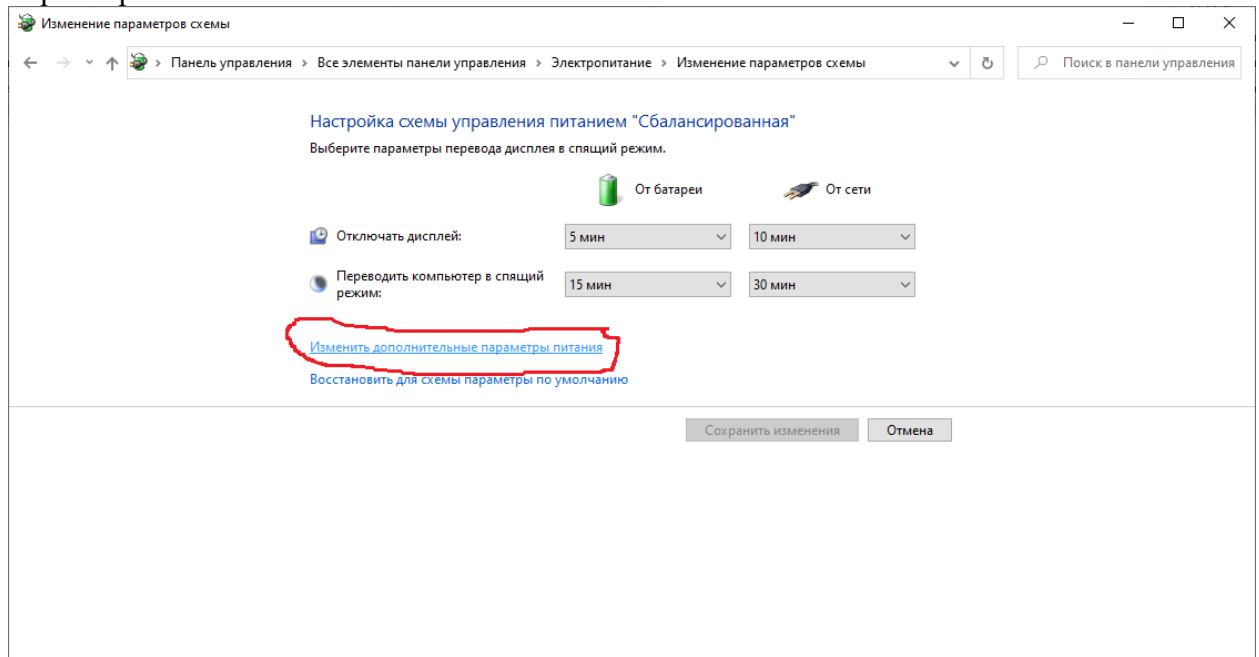 Изменение параметров схемы
Панель управления > Все элементы панели управления > Электропитание > Изменение параметров схемы
Поиск в панели управления
Настройка схемы управления питанием "Сбалансированная"
Выберите параметры перевода дисплея в спящий режим.
От батареи От сети
Отключать дисплей: 5 мин 10 мин
Переводить компьютер в спящий
режим: 15 мин 30 мин
Изменить дополнительные параметры питания
Восстановить для схемы параметры по умолчанию
Сохранить изменения Отмена